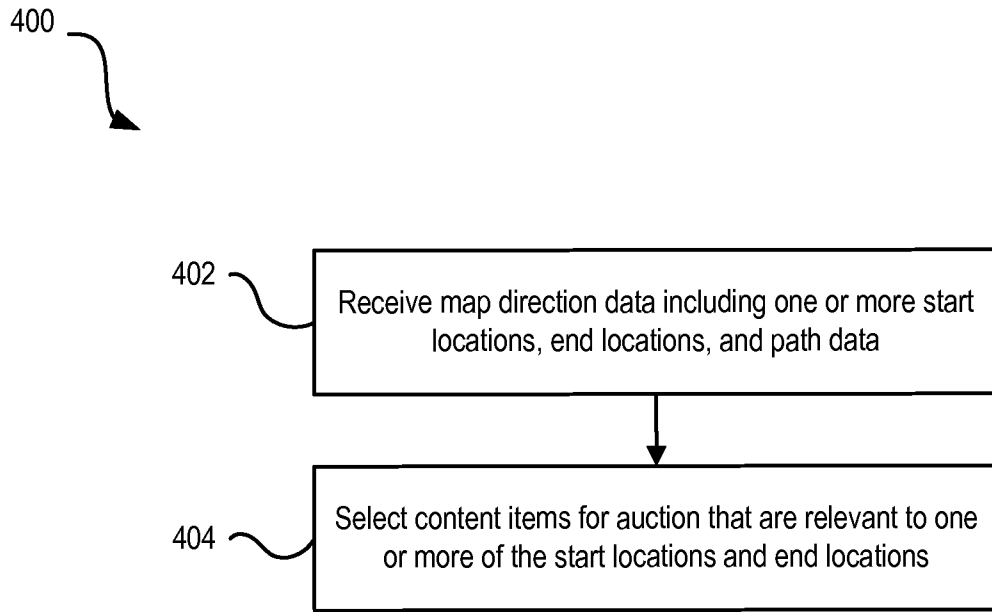 400
402
Receive map direction data including one or more start
locations, end locations, and path data
404
Select content items for auction that are relevant to one
or more of the start locations and end locations